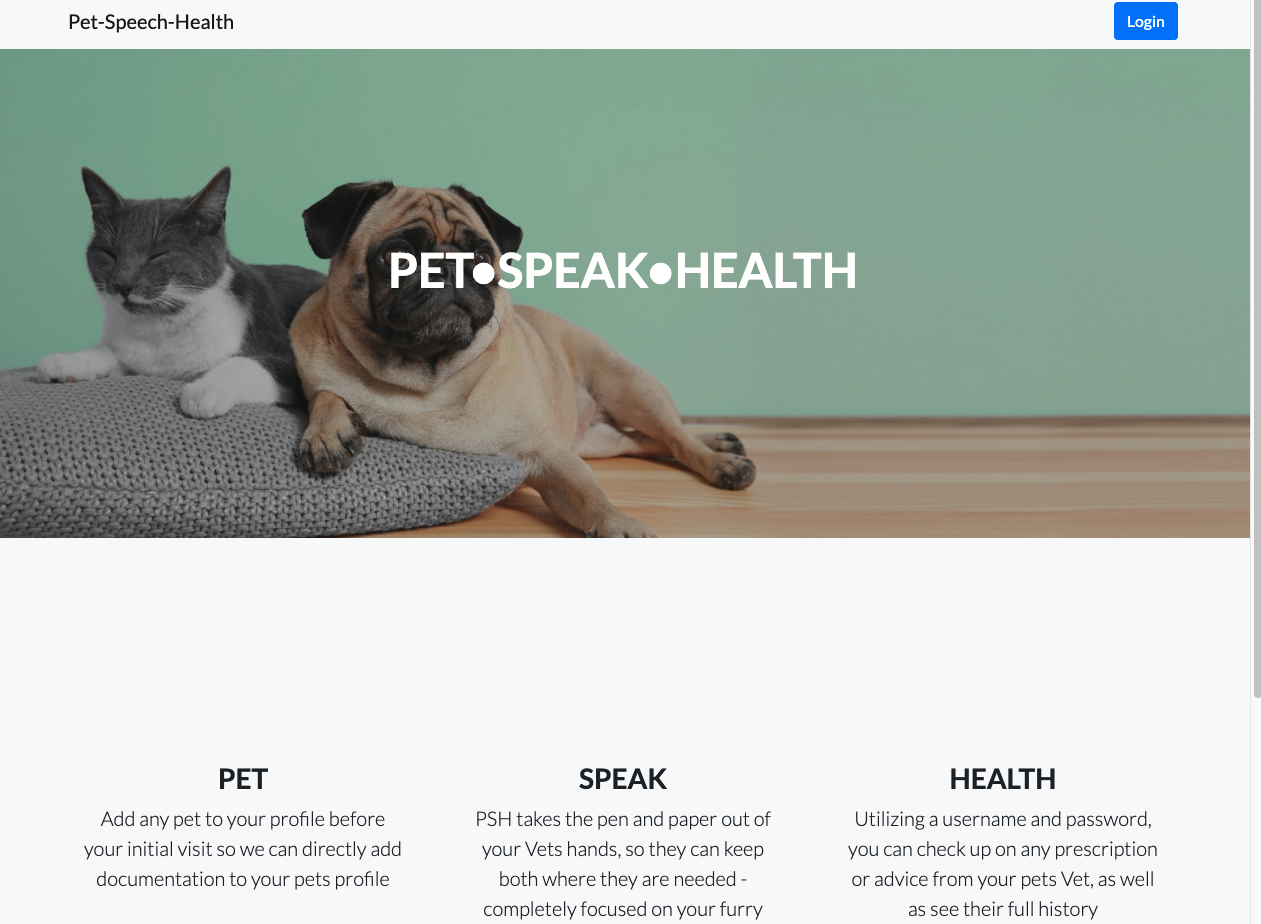 Pet-Speech-Health
Login
PET●SPEAK●HEALTH
PET
Add any pet to your profile before
your initial visit so we can directly add
documentation to your pets profile
SPEAK
PSH takes the pen and paper out of
your Vets hands, so they can keep
both where they are needed -
completely focused on your furry
HEALTH
Utilizing a username and password,
you can check up on any prescription
or advice from your pets Vet, as well
as see their full history